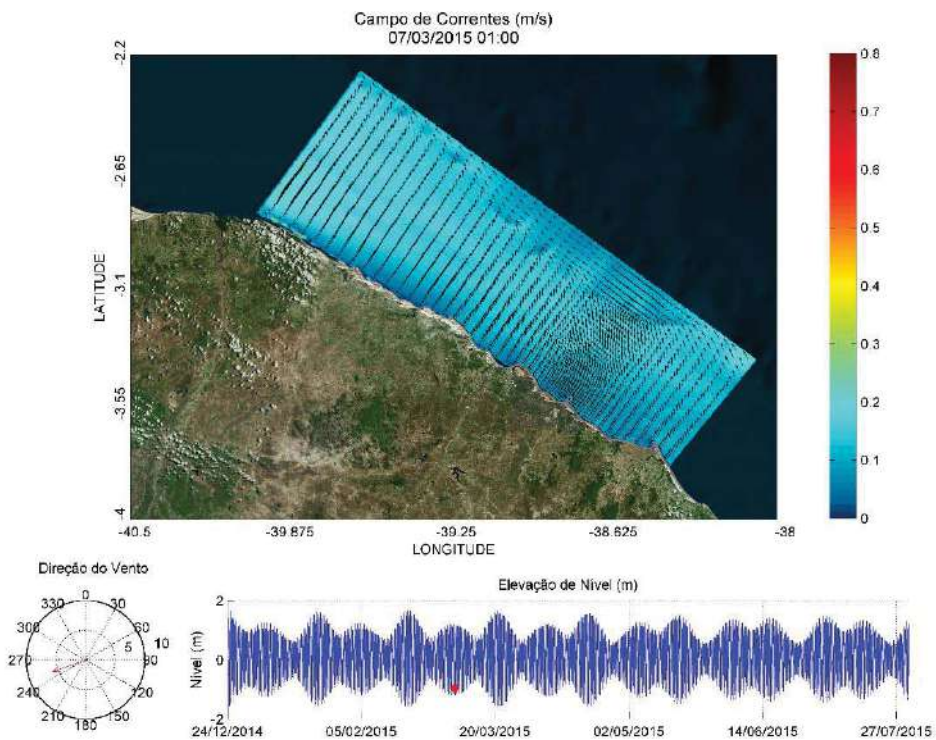 Campo de Correntes (m/s)
07/03/2015 01:00
-2.2
-2.65
-3.1
-3.55
-4
LATITUDE
-40.5 -39.875 -39.25 -38.625 -38
LONGITUDE
0.8
0.7
0.6
0.5
0.4
0.3
0.2
0.1
0
Direção do Vento
0
330 30
300 60
270 5 10 90
240 120
210 150
180
Elevação de Nível (m)
Nível (m)
2
0
-2
24/12/2014 05/02/2015 20/03/2015 02/05/2015 14/06/2015 27/07/2015